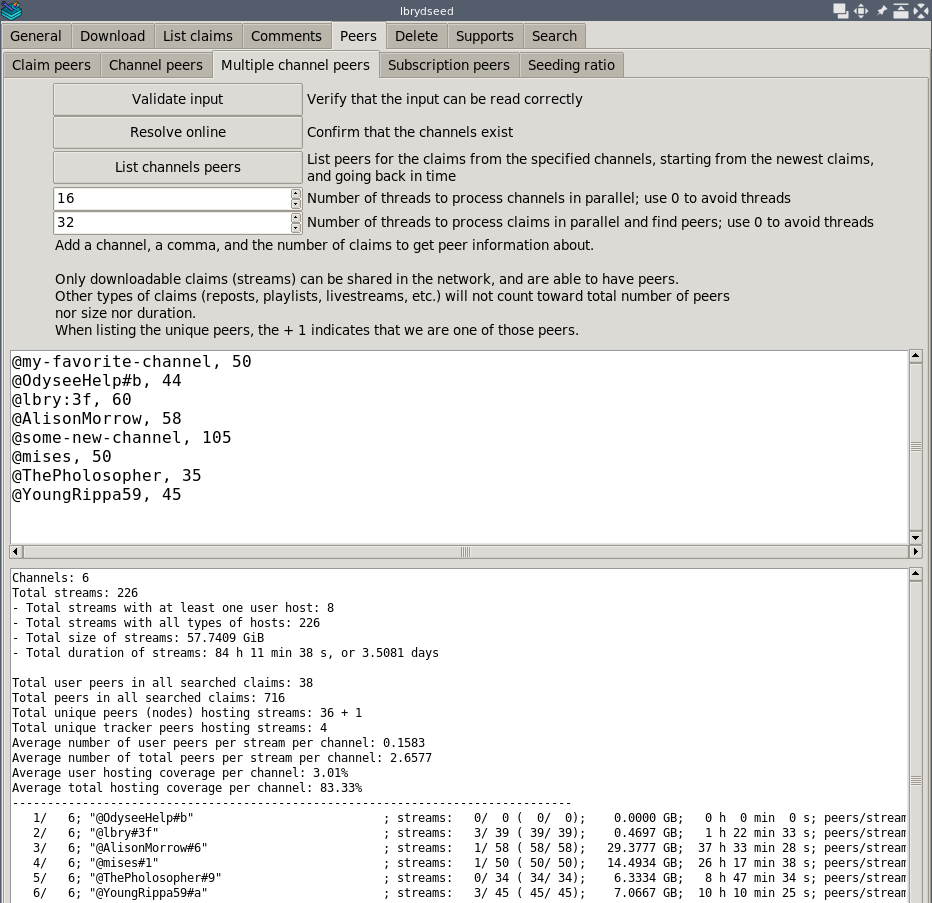 lbrydseed
General Download List claims Comments Peers Delete Supports Search
Claim peers Channel peers Multiple channel peers Subscription peers Seeding ratio
Validate input Verify that the input can be read correctly
Resolve online Confirm that the channels exist
List channels peers List peers for the claims from the specified channels, starting from the newest claims,
and going back in time
16 Number of threads to process channels in parallel; use 0 to avoid threads
32 Number of threads to process claims in parallel and find peers; use 0 to avoid threads
Add a channel, a comma, and the number of claims to get peer information about.
Only downloadable claims (streams) can be shared in the network, and are able to have peers.
Other types of claims (reposts, playlists, livestreams, etc.) will not count toward total number of peers
nor size nor duration.
When listing the unique peers, the + 1 indicates that we are one of those peers.
@my-favorite-channel, 50
@OdyseeHelp#b, 44
@lbry:3f, 60
@AlisonMorrow, 58
@some-new-channel, 105
@mises, 50
@ThePholosopher, 35
@YoungRippa59, 45
Channels: 6
Total streams: 226
- Total streams with at least one user host: 8
- Total streams with all types of hosts: 226
- Total size of streams: 57.7409 GiB
- Total duration of streams: 84 h 11 min 38 s, or 3.5081 days
Total user peers in all searched claims: 38
Total peers in all searched claims: 716
Total unique peers (nodes) hosting streams: 36 + 1
Total unique tracker peers hosting streams: 4
Average number of user peers per stream per channel: 0.1583
Average number of total peers per stream per channel: 2.6577
Average user hosting coverage per channel: 3.01%
Average total hosting coverage per channel: 83.33%
--------------------------------------------------------------------------------
1/ 6; "@OdyseeHelp#b" ; streams: 0/ 0 ( 0/ 0); 0.0000 GB; 0 h 0 min 0 s; peers/stream
2/ 6; "@lbry#3f" ; streams: 3/ 39 ( 39/ 39); 0.4697 GB; 1 h 22 min 33 s; peers/stream
3/ 6; "@AlisonMorrow#6" ; streams: 1/ 58 ( 58/ 58); 29.3777 GB; 37 h 33 min 28 s; peers/stream
4/ 6; "@mises#1" ; streams: 1/ 50 ( 50/ 50); 14.4934 GB; 26 h 17 min 38 s; peers/stream
5/ 6; "@ThePholosopher#9" ; streams: 0/ 34 ( 34/ 34); 6.3334 GB; 8 h 47 min 34 s; peers/stream
6/ 6; "@YoungRippa59#a" ; streams: 3/ 45 ( 45/ 45); 7.0667 GB; 10 h 10 min 25 s; peers/stream